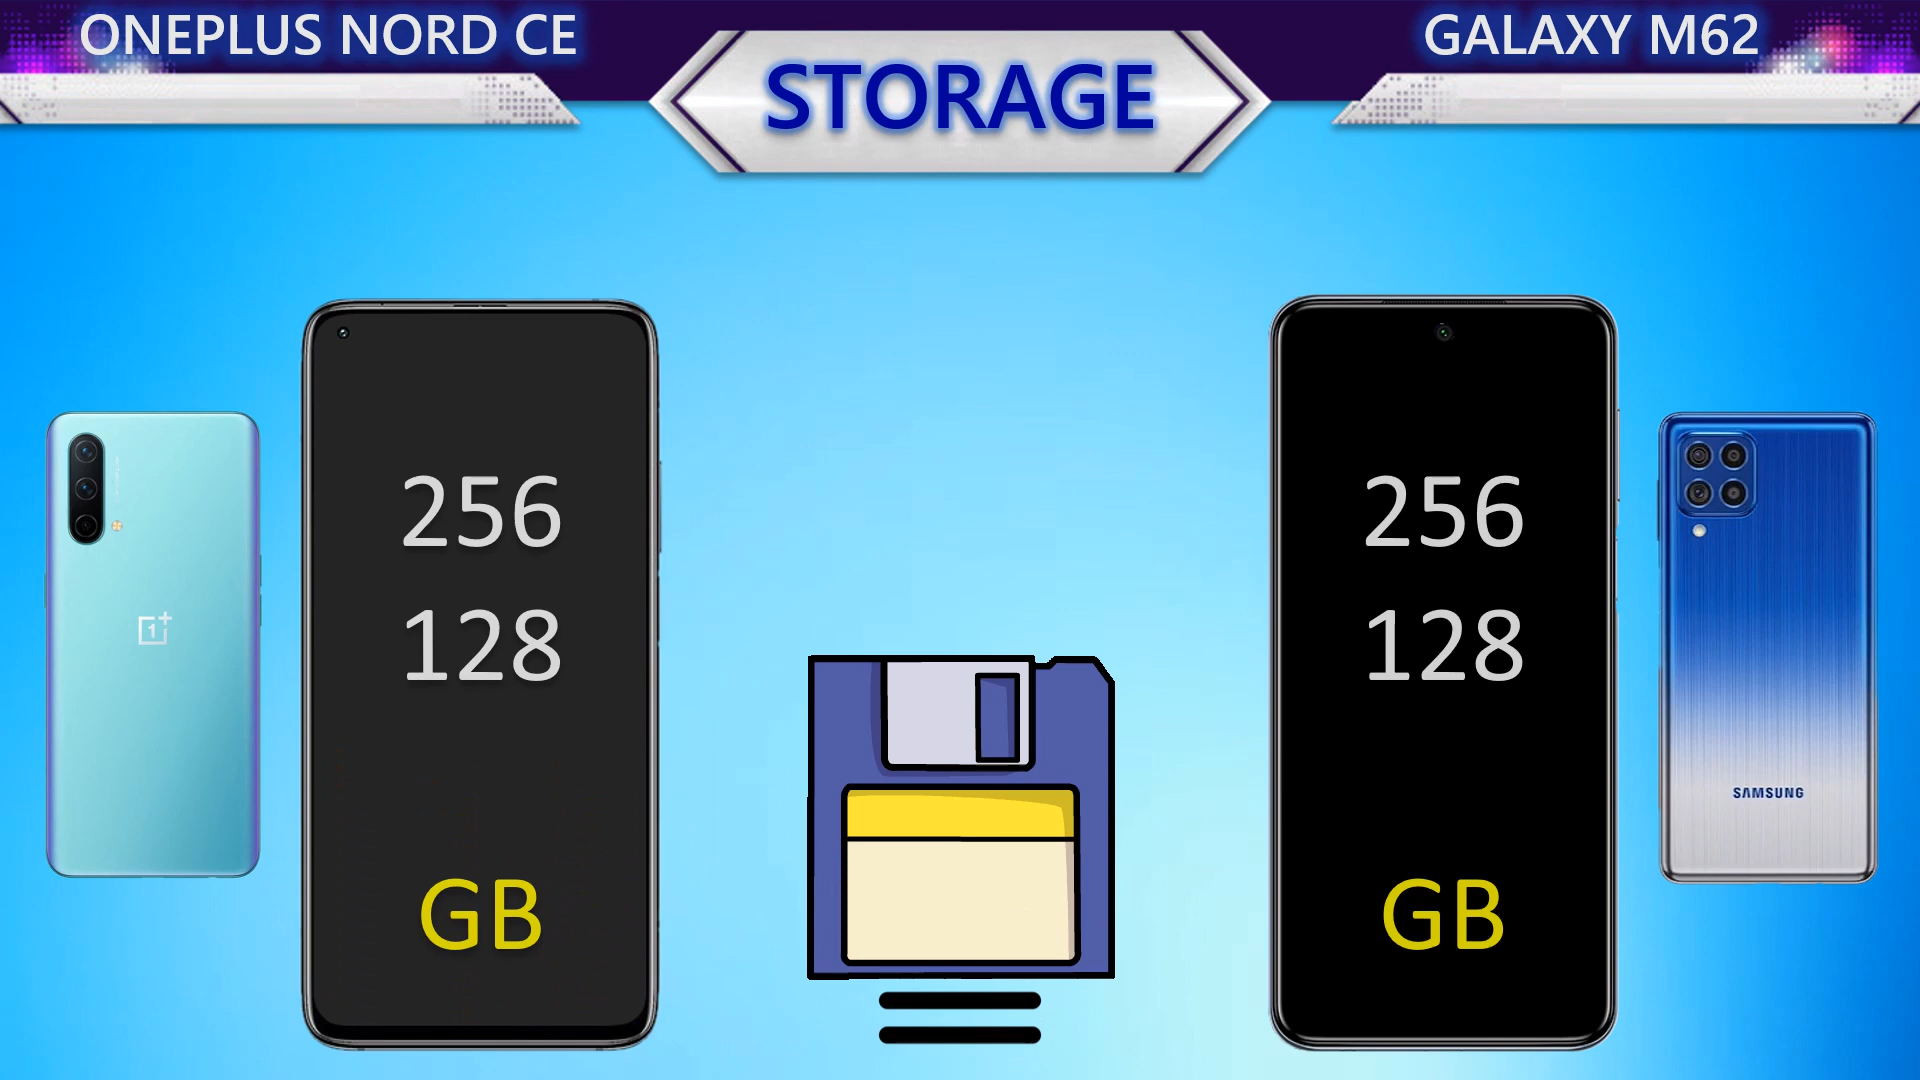 ONEPLUS NORD CE
GALAXY M62
STORAGE
256
128
GB
256
128
GB
SAMSUNG